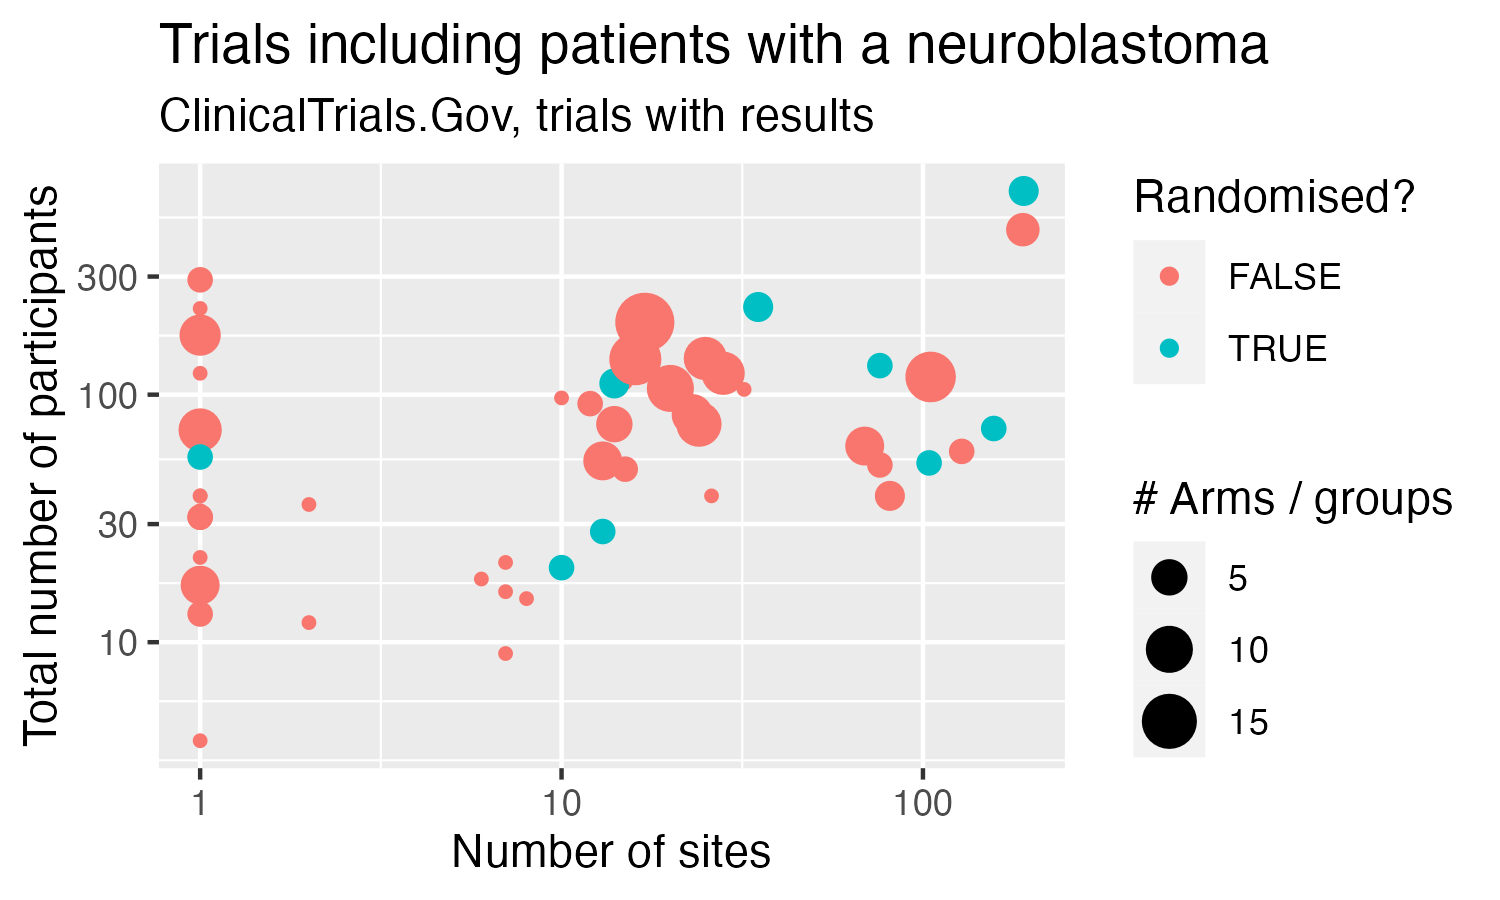 Trials including patients with a neuroblastoma
ClinicalTrials.Gov, trials with results
Total number of participants
300
100
30
10
1
10
100
Number of sites
Randomised?
FALSE
TRUE
# Arms / groups
5
10
15